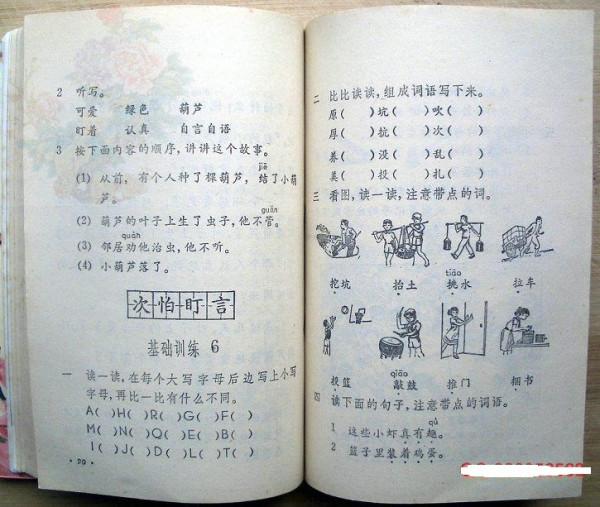 2 听写。
可爱 绿色 葫芦
盯着 认真 自言自语
3 按下面内容的顺序,讲讲这个故事。
jiē
(1) 从前,有个人种了棵葫芦,结了小葫
芦。
guǎn
(2) 葫芦的叶子上生了虫子,他不管。
quàn
(3) 邻居劝他治虫,他不听。
(4) 小葫芦落了。
次怕盯言
基础训练 6
一 读一读,在每个大写字母后边写上小写
字母,再比一比有什么不同。
A( )H( )R( )G( )F( )
M( )N( )Q( )E( )B( )
I( )J( )D( )L( )T( )
二 比比读读,组成词语写下来。
原( )坑( )吹( )
厚( )抗( )次( )
养( )没( )乱( )
美( )投( )扎( )
三 看图,读一读,注意带点的词。
tiāo
挖坑 抬土 挑水 拉车
qiāo
投篮 敲鼓 推门 捆书
四 读下面的句子,注意带点的词语。
qù
1 这些小虾真有趣。
2 篮子里装着鸡蛋。